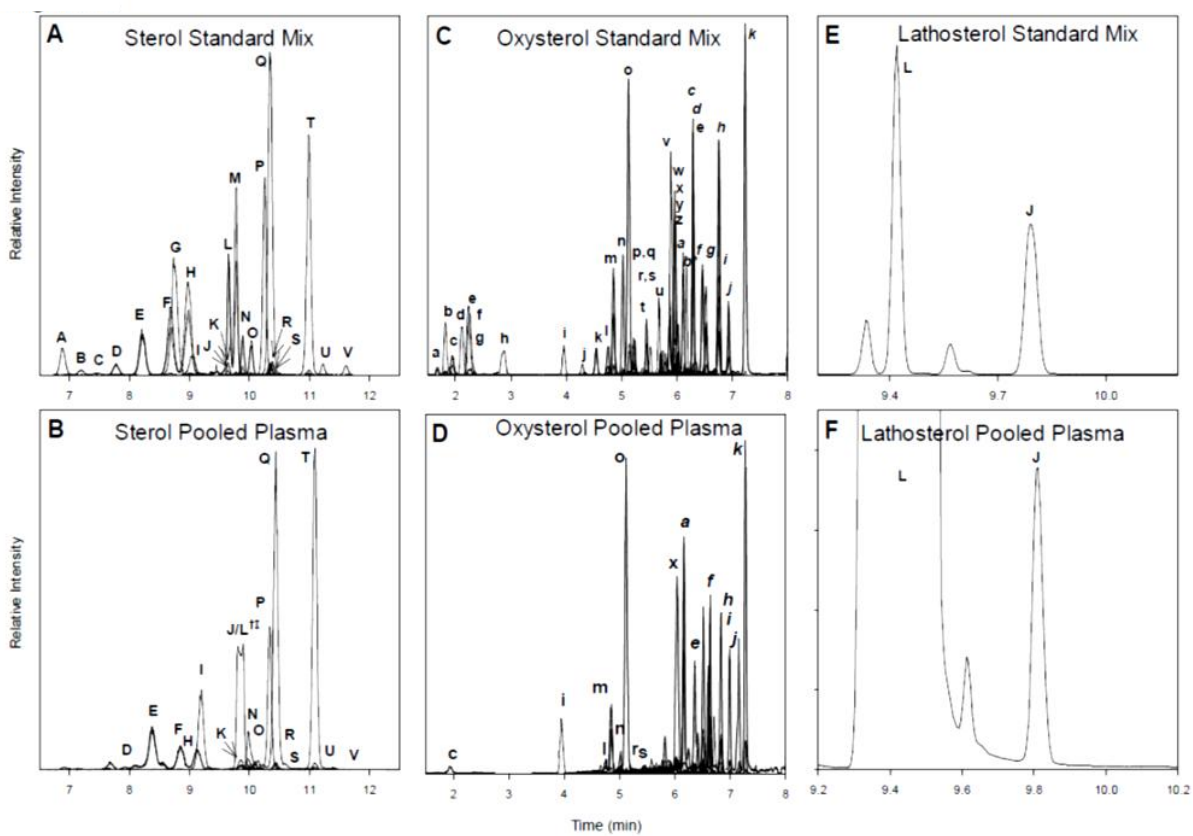 A
Sterol Standard Mix
Q
T
P
M
L
G
H
F
E
K
J
N
O
R
S
I
A
B
C
D
U
V
7 8 9 10 11 12
Relative Intensity
C
Oxysterol Standard Mix
k
o
c
d
e
v
h
w
x
y
z
n
m
p,q
r,s
t
u
a
b
f
g
i
j
b
e
d
f
c
g
a
h
i
j
k
l
2 3 4 5 6 7 8
E
Lathosterol Standard Mix
L
J
9.4 9.7 10.0
B
Sterol Pooled Plasma
Q
T
P
J/L†‡
I
E
F
H
D
K
N
O
R
S
U
V
7 8 9 10 11 12
Relative Intensity
D
Oxysterol Pooled Plasma
o
k
a
x
f
h
i
j
e
m
i
n
l
r
s
c
2 3 4 5 6 7 8
F
Lathosterol Pooled Plasma
L
J
9.2 9.4 9.6 9.8 10.0 10.2
Time (min)